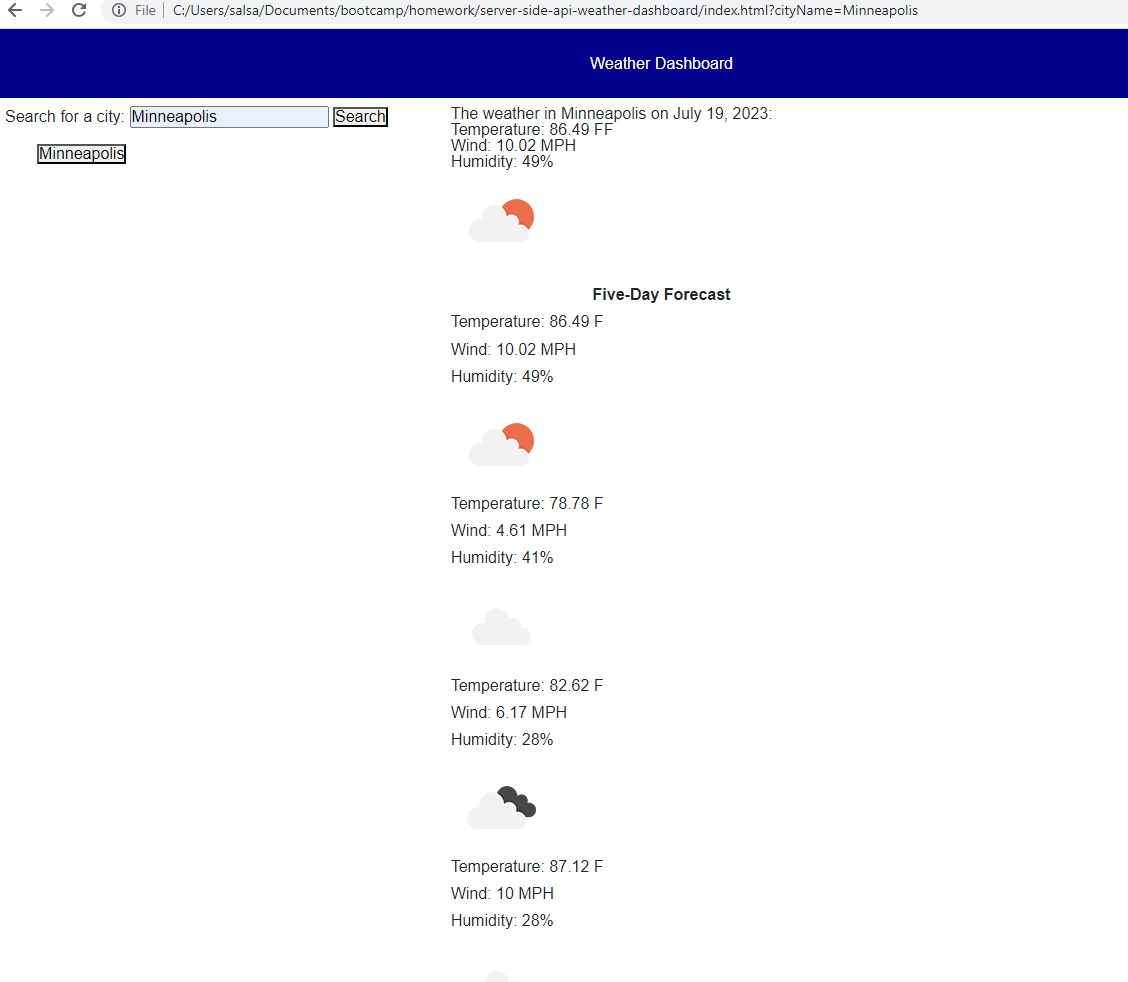 File C:/Users/salsa/Documents/bootcamp/homework/server-side-api-weather-dashboard/index.html?cityName=Minneapolis
Weather Dashboard
Search for a city: Minneapolis Search
Minneapolis
The weather in Minneapolis on July 19, 2023:
Temperature: 86.49 FF
Wind: 10.02 MPH
Humidity: 49%
Five-Day Forecast
Temperature: 86.49 F
Wind: 10.02 MPH
Humidity: 49%
Temperature: 78.78 F
Wind: 4.61 MPH
Humidity: 41%
Temperature: 82.62 F
Wind: 6.17 MPH
Humidity: 28%
Temperature: 87.12 F
Wind: 10 MPH
Humidity: 28%